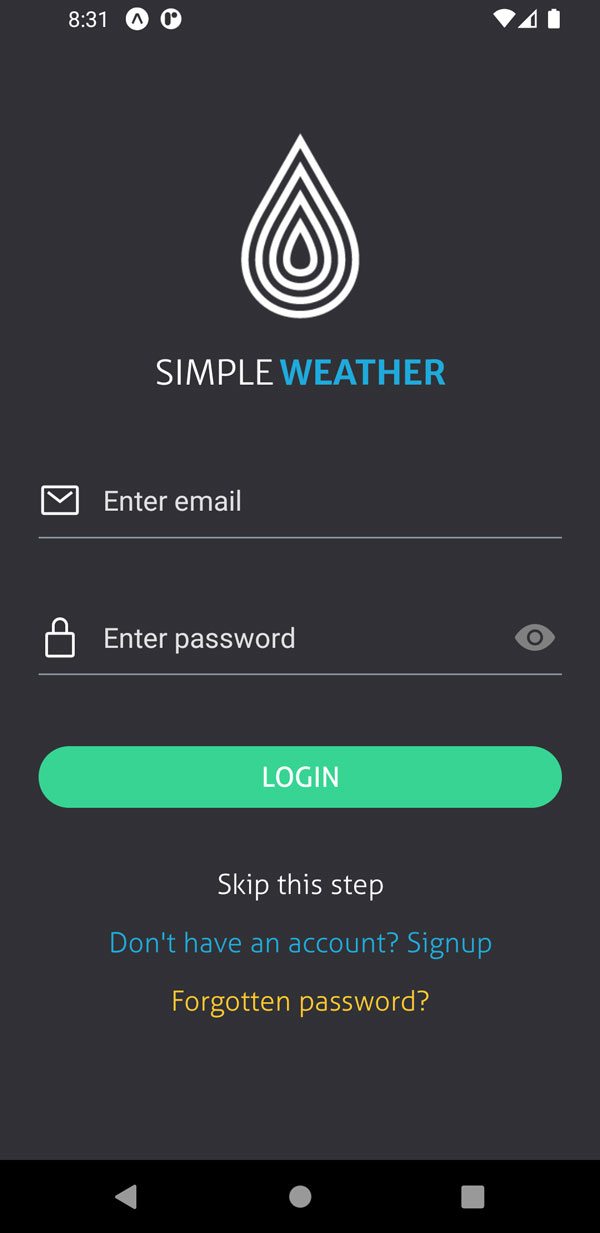 8:31
SIMPLE WEATHER
Enter email
Enter password
LOGIN
Skip this step
Don't have an account? Signup
Forgotten password?